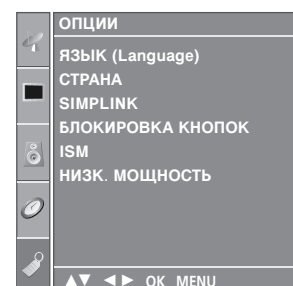 ОПЦИИ
ЯЗЫК (Language)
СТРАНА
SIMPLINK
БЛОКИРОВКА КНОПОК
ISM
НИЗК. МОЩНОСТЬ
▲▼ ◄► OK MENU